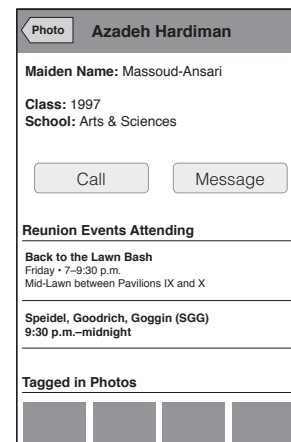 Photo
Azadeh Hardiman
Maiden Name: Massoud-Ansari
Class: 1997
School: Arts & Sciences
Call
Message
Reunion Events Attending
Back to the Lawn Bash
Friday • 7–9:30 p.m.
Mid-Lawn between Pavilions IX and X
Speidel, Goodrich, Goggin (SGG)
9:30 p.m.–midnight
Tagged in Photos